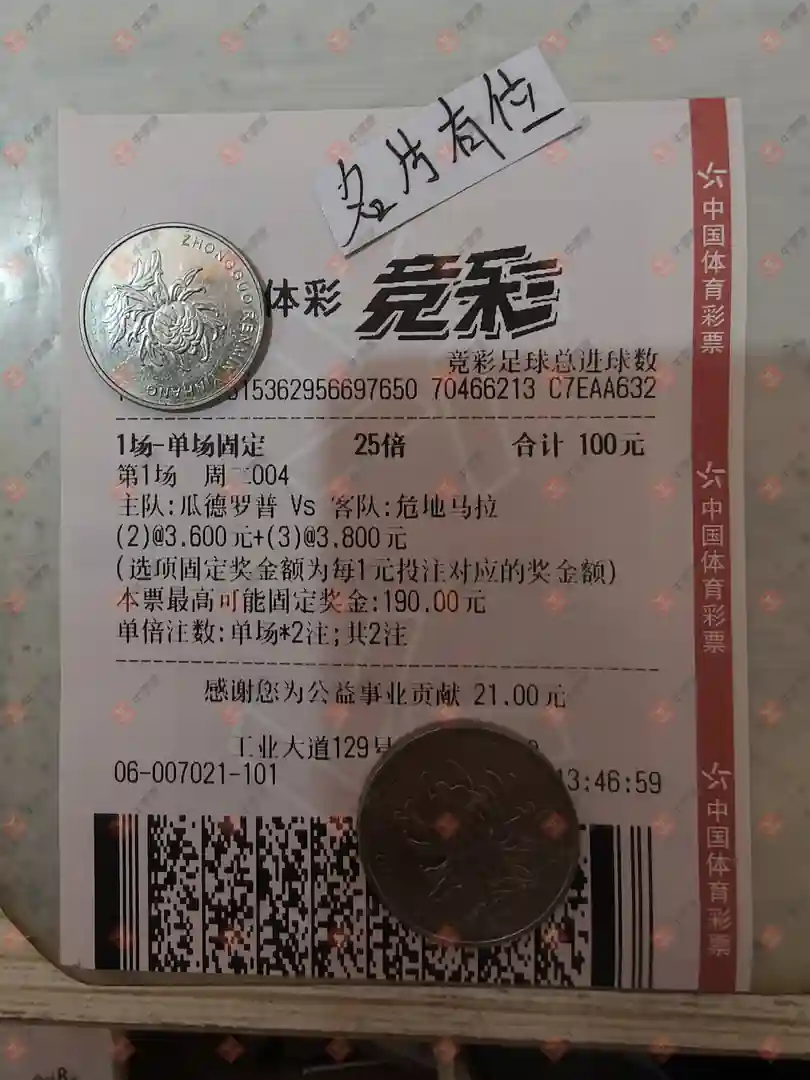 名片有位
ZHONGGUO RENMIN YINHANG
体彩 竞彩
竞彩足球总进球数
15362956697650 70466213 C7EAA632
1场-单场固定 25倍 合计 100元
第1场 周二004
主队:瓜德罗普 Vs 客队:危地马拉
(2)@3.600元+(3)@3.800元
(选项固定奖金额为每1元投注对应的奖金额)
本票最高可能固定奖金:190.00元
单倍注数:单场*2注;共2注
感谢您为公益事业贡献 21.00元
工业大道129号
06-007021-101 13:46:59
中国体育彩票
中国体育彩票
中国体育彩票